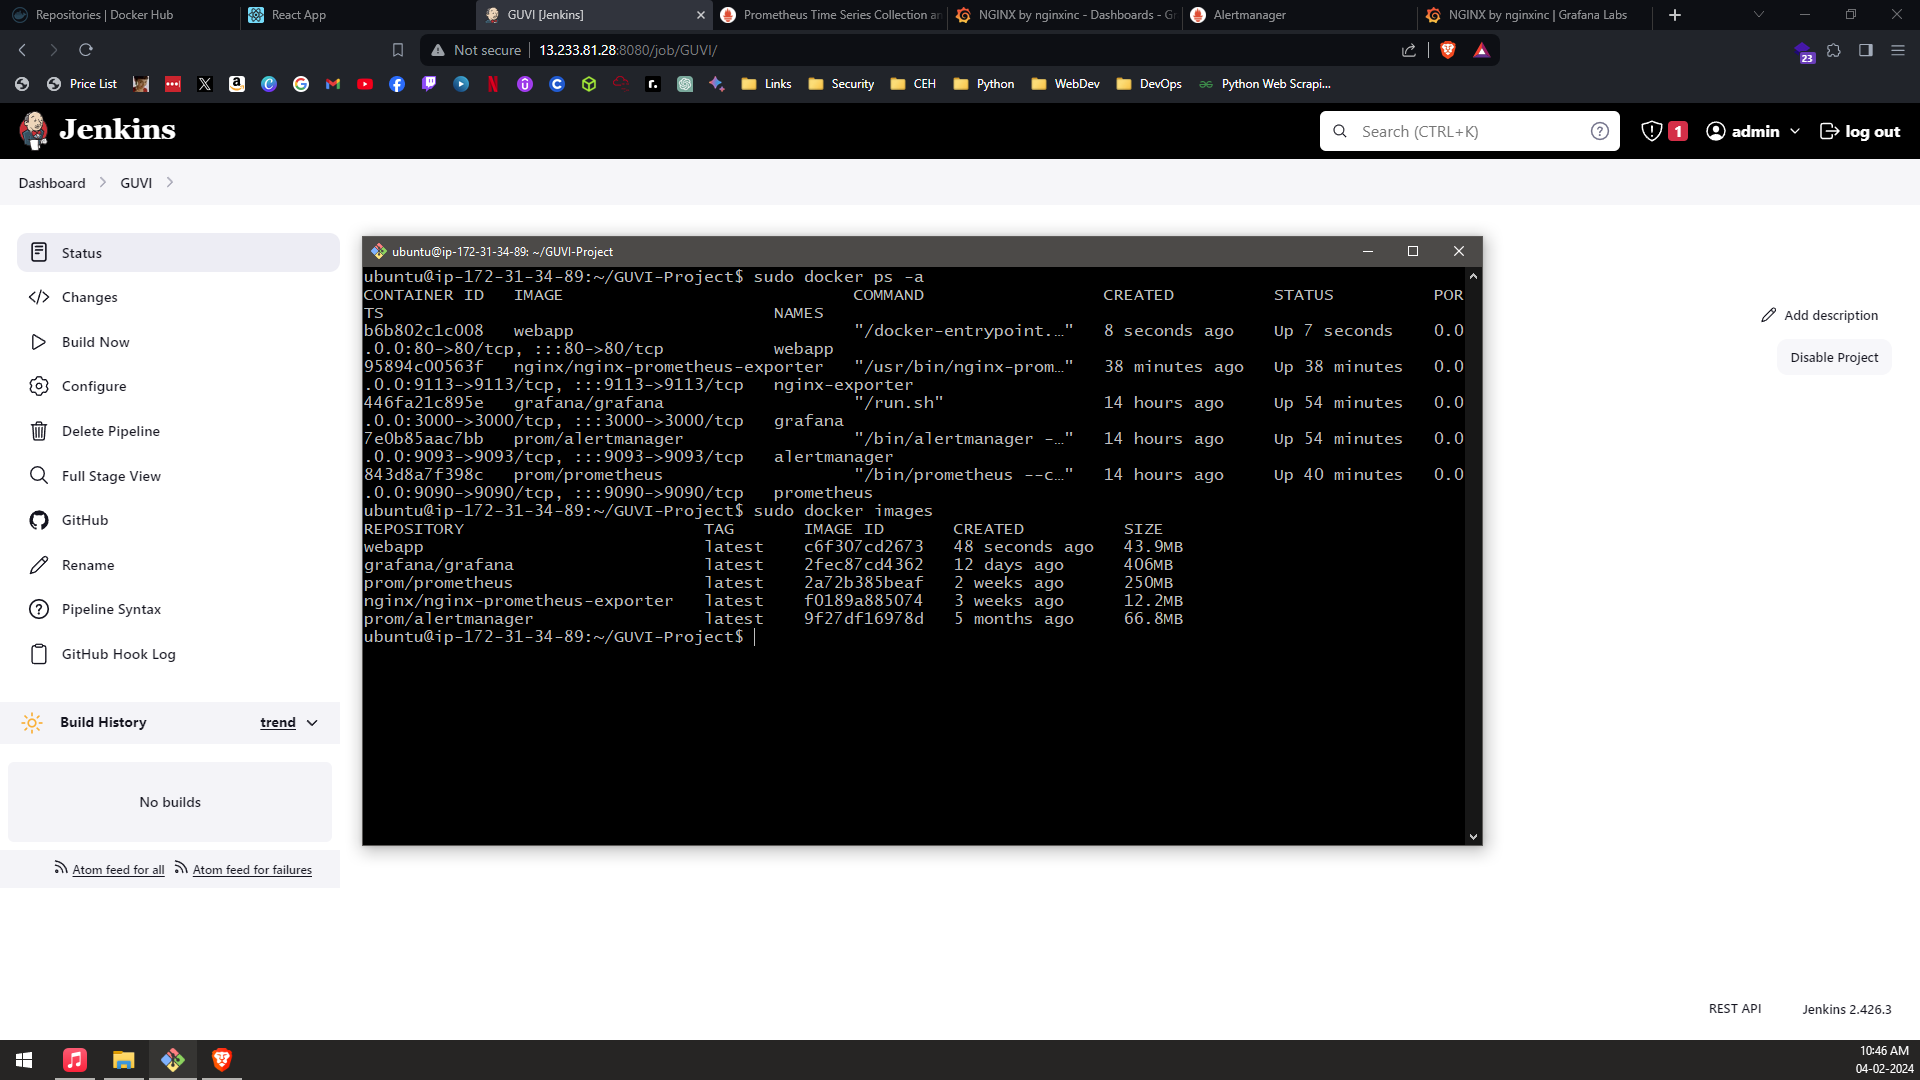 Repositories | Docker Hub
React App
GUVI [Jenkins]
Prometheus Time Series Collection an
NGINX by nginxinc - Dashboards - Gr
Alertmanager
NGINX by nginxinc | Grafana Labs
Not secure
13.233.81.28:8080/job/GUVI/
23
Price List
Links
Security
CEH
Python
WebDev
DevOps
Python Web Scrapi...
Jenkins
Search (CTRL+K)
1
admin
log out
Dashboard
GUVI
Status
Changes
Build Now
Configure
Delete Pipeline
Full Stage View
GitHub
Rename
Pipeline Syntax
GitHub Hook Log
Build History
trend
No builds
Atom feed for all
Atom feed for failures
Add description
Disable Project
ubuntu@ip-172-31-34-89: ~/GUVI-Project
ubuntu@ip-172-31-34-89:~/GUVI-Project$ sudo docker ps -a
CONTAINER ID   IMAGE                             COMMAND                  CREATED          STATUS          POR
TS                                       NAMES
b6b802c1c008   webapp                            "/docker-entrypoint.…"   8 seconds ago    Up 7 seconds    0.0
.0.0:80->80/tcp, :::80->80/tcp           webapp
95894c00563f   nginx/nginx-prometheus-exporter   "/usr/bin/nginx-prom…"   38 minutes ago   Up 38 minutes   0.0
.0.0:9113->9113/tcp, :::9113->9113/tcp   nginx-exporter
446fa21c895e   grafana/grafana                   "/run.sh"                14 hours ago     Up 54 minutes   0.0
.0.0:3000->3000/tcp, :::3000->3000/tcp   grafana
7e0b85aac7bb   prom/alertmanager                 "/bin/alertmanager -…"   14 hours ago     Up 54 minutes   0.0
.0.0:9093->9093/tcp, :::9093->9093/tcp   alertmanager
843d8a7f398c   prom/prometheus                   "/bin/prometheus --c…"   14 hours ago     Up 40 minutes   0.0
.0.0:9090->9090/tcp, :::9090->9090/tcp   prometheus
ubuntu@ip-172-31-34-89:~/GUVI-Project$ sudo docker images
REPOSITORY                        TAG       IMAGE ID       CREATED          SIZE
webapp                            latest    c6f307cd2673   48 seconds ago   43.9MB
grafana/grafana                   latest    2fec87cd4362   12 days ago      406MB
prom/prometheus                   latest    2a72b385beaf   2 weeks ago      250MB
nginx/nginx-prometheus-exporter   latest    f0189a885074   3 weeks ago      12.2MB
prom/alertmanager                 latest    9f27df16978d   5 months ago     66.8MB
ubuntu@ip-172-31-34-89:~/GUVI-Project$
REST API
Jenkins 2.426.3
10:46 AM
04-02-2024